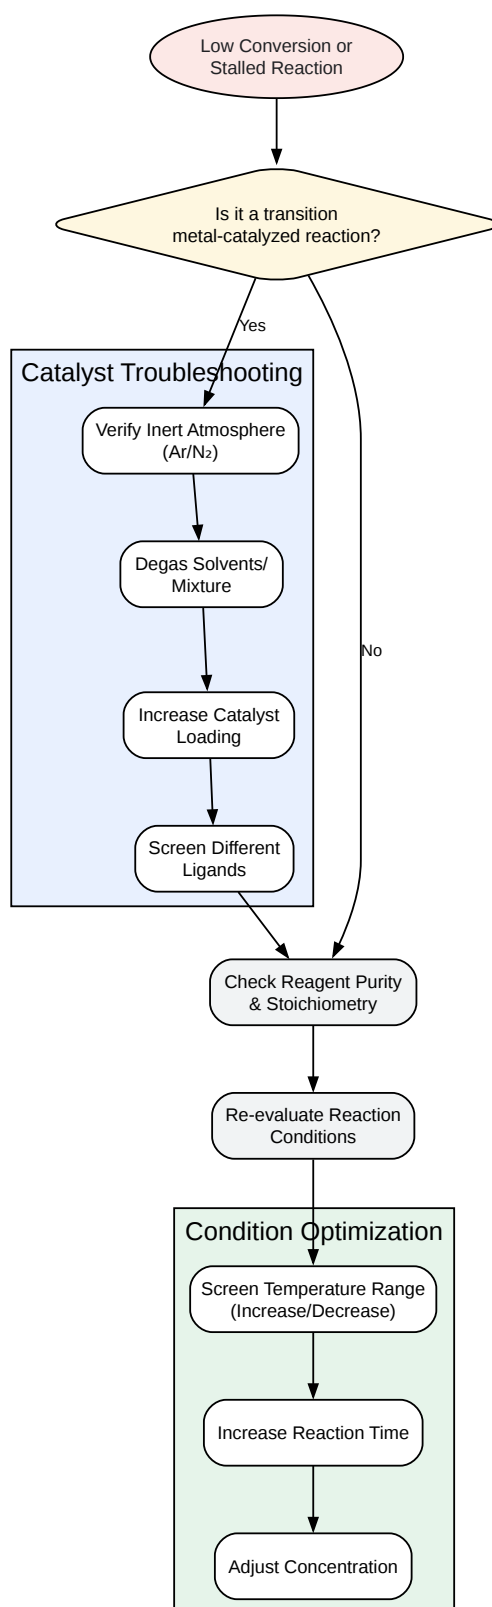 Low Conversion or
Stalled Reaction
Is it a transition
metal-catalyzed reaction?
Yes
Catalyst Troubleshooting
Verify Inert Atmosphere
(Ar/N₂)
Degas Solvents/
Mixture
No
Increase Catalyst
Loading
Screen Different
Ligands
Check Reagent Purity
& Stoichiometry
Re-evaluate Reaction
Conditions
Condition Optimization
Screen Temperature Range
(Increase/Decrease)
Increase Reaction Time
Adjust Concentration